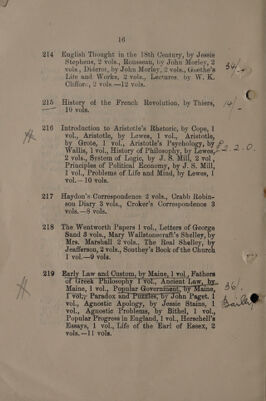 16
214 English Thought in the 18th Century, by Jessie
Stephens, 2 vols., Rousseau, by John Morley, 2
vols., Diderot, by John Morley, 2 vols., Goethe's
Life and Works, 2 vols., Lectures, by W. K.
Clifford, 2 vols.—12 vols.
34/-
215 History of the French Revolution, by Thiers,
10 vols.
14/-
216 Introduction to Aristotle's Rhetoric, by Cope, 1
vol., Aristotle, by Lewes, 1 vol., Aristotle,
by Grote, 1 vol., Aristotle's Psychology, by
Wallis, 1 vol., History of Philosophy, by Lewes,
2 vols., System of Logic, by J. S. Mill, 2 vol.,
Principles of Political Economy, by J. S. Mill,
1 vol., Problems of Life and Mind, by Lewes, 1
vol.—10 vols.
2.2.0.
217 Haydon's Correspondence 2 vols., Crabb Robin-
son Diary 3 vols., Croker's Correspondence 3
vols.—8 vols.
218 The Wentworth Papers 1 vol., Letters of George
Sand 3 vols., Mary Wallstonecraft's Shelley, by
Mrs. Marshall 2 vols., The Real Shelley, by
Jeafferson, 2 vols., Southey's Book of the Church
1 vol.—9 vols.
219 Early Law and Custom, by Maine, 1 vol., Fathers
of Greek Philosophy 1 vol., Ancient Law, by
Maine, 1 vol., Popular Government, by Maine,
1 vol., Paradox and Puzzles, by John Paget, 1
vol., Agnostic Apology, by Jessie Stains, 1
vol., Agnostic Problems, by Bithel, 1 vol.,
Popular Progress in England, 1 vol., Herschell's
Essays, 1 vol., Life of the Earl of Essex, 2
vols.—11 vols.
36/-